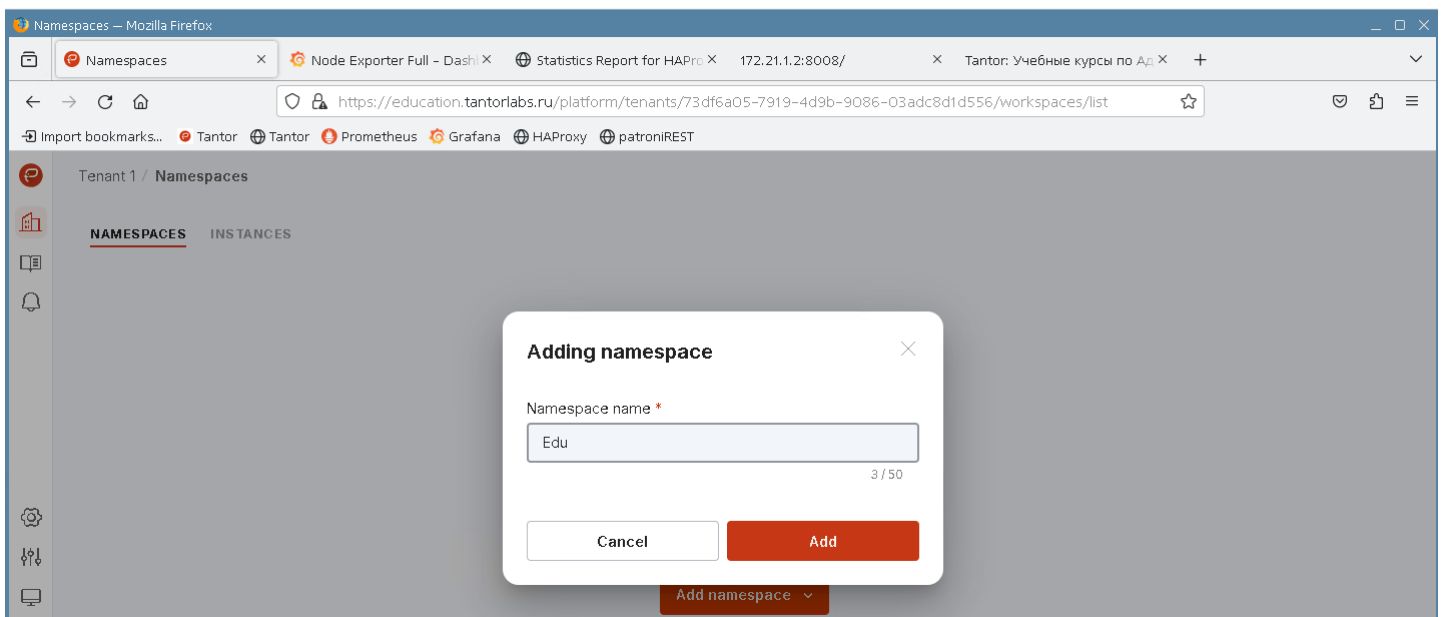 Namespaces — Mozilla Firefox
Namespaces
Node Exporter Full – Dash
Statistics Report for HAPro
172.21.1.2:8008/
Tantor: Учебные курсы по Ад
https://education.tantorlabs.ru/platform/tenants/73df6a05-7919-4d9b-9086-03adc8d1d556/workspaces/list
Import bookmarks... Tantor Tantor Prometheus Grafana HAProxy patroniREST
Tenant 1 / Namespaces
NAMESPACES INSTANCES
Adding namespace
Namespace name *
Edu
3 / 50
Cancel Add
Add namespace